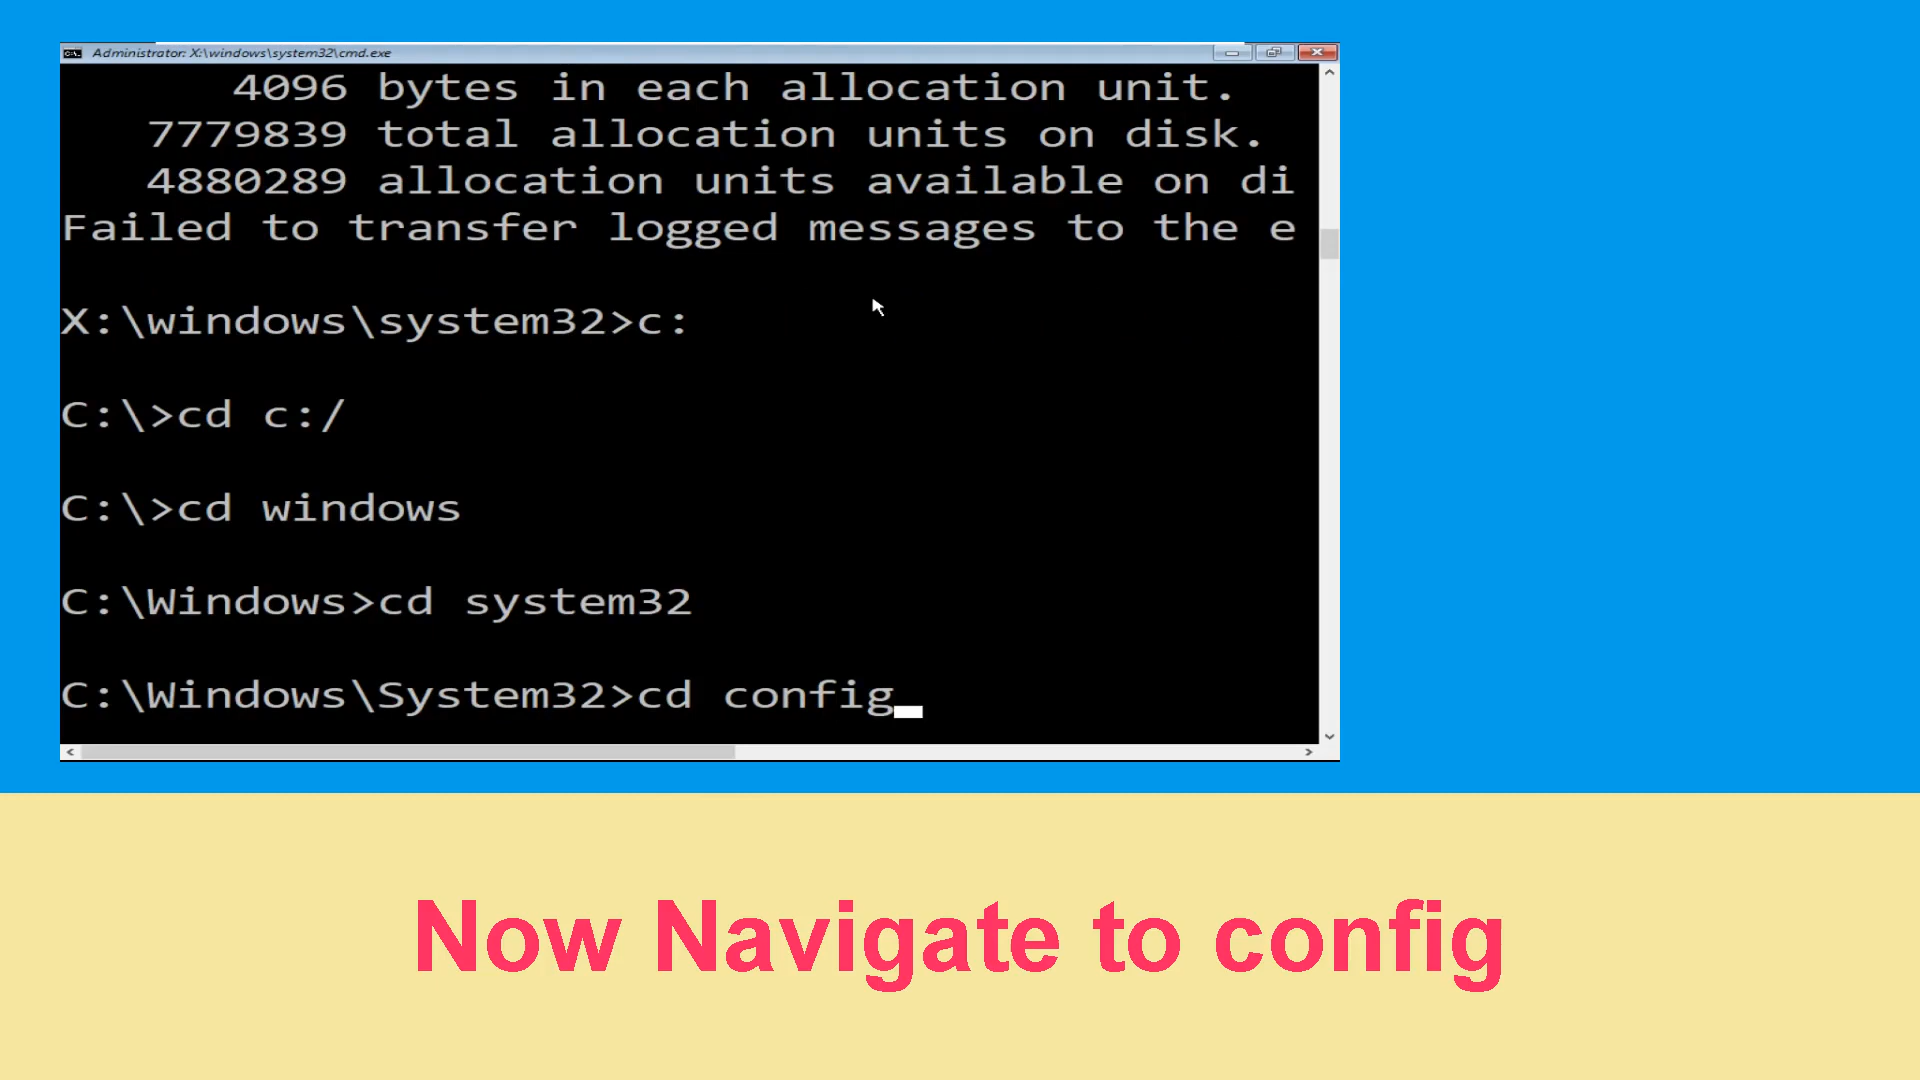 Administrator: X:\windows\system32\cmd.exe
4096 bytes in each allocation unit.
7779839 total allocation units on disk.
4880289 allocation units available on di
Failed to transfer logged messages to the e
X:\windows\system32>c:
C:\>cd c:/
C:\>cd windows
C:\Windows>cd system32
C:\Windows\System32>cd config
Now Navigate to config